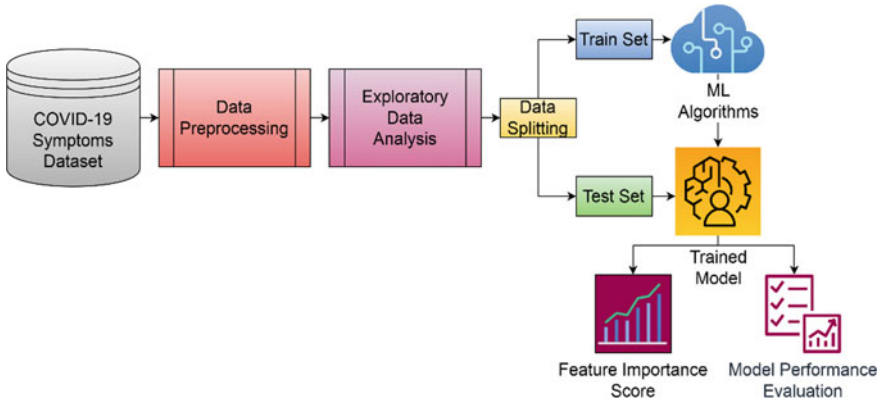 COVID-19
Symptoms
Dataset
Data
Preprocessing
Exploratory
Data
Analysis
Data
Splitting
Train Set
ML
Algorithms
Test Set
Trained
Model
Feature Importance
Score
Model Performance
Evaluation